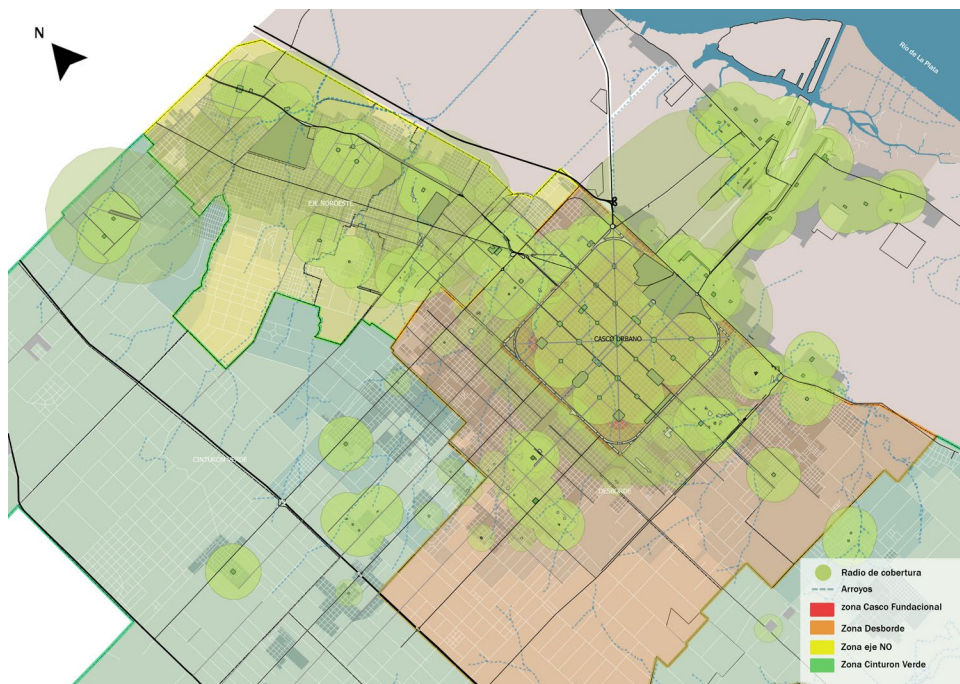 N
Rio de La Plata
EJE NOROESTE
CASCO URBANO
CINTURON VERDE
DESBORDE
Radio de cobertura
Arroyos
zona Casco Fundacional
Zona Desborde
Zona eje NO
Zona Cinturon Verde